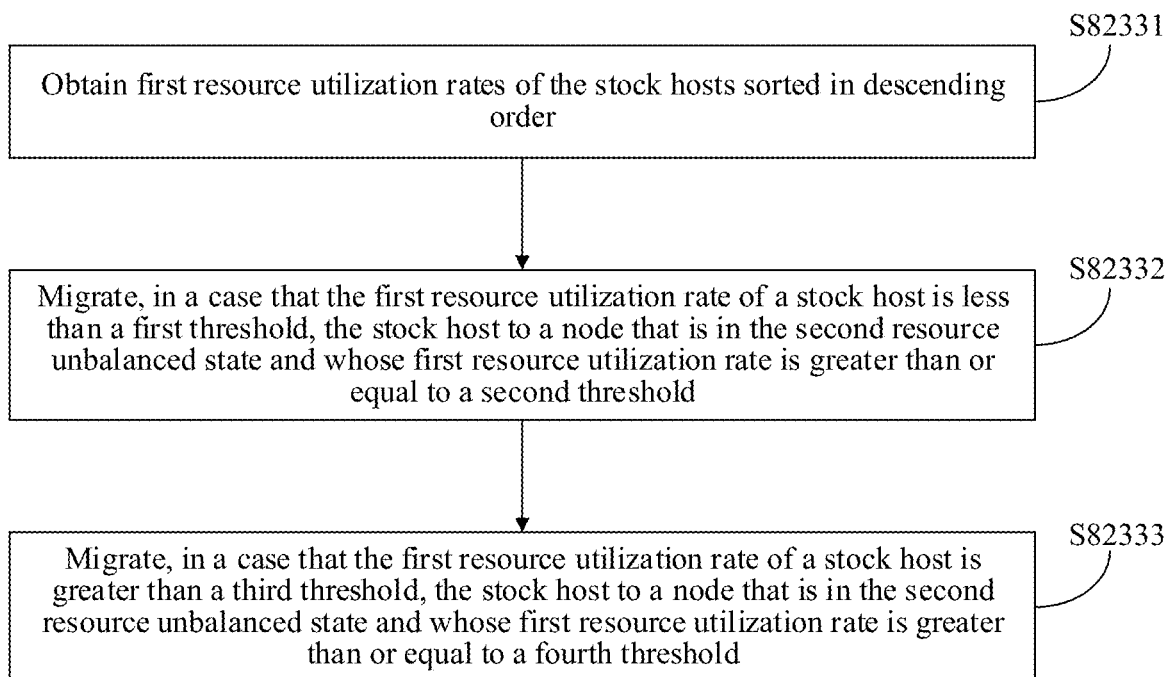 S82331
Obtain first resource utilization rates of the stock hosts sorted in descending
order
S82332
Migrate, in a case that the first resource utilization rate of a stock host is less
than a first threshold, the stock host to a node that is in the second resource
unbalanced state and whose first resource utilization rate is greater than or
equal to a second threshold
S82333
Migrate, in a case that the first resource utilization rate of a stock host is
greater than a third threshold, the stock host to a node that is in the second
resource unbalanced state and whose first resource utilization rate is greater
than or equal to a fourth threshold